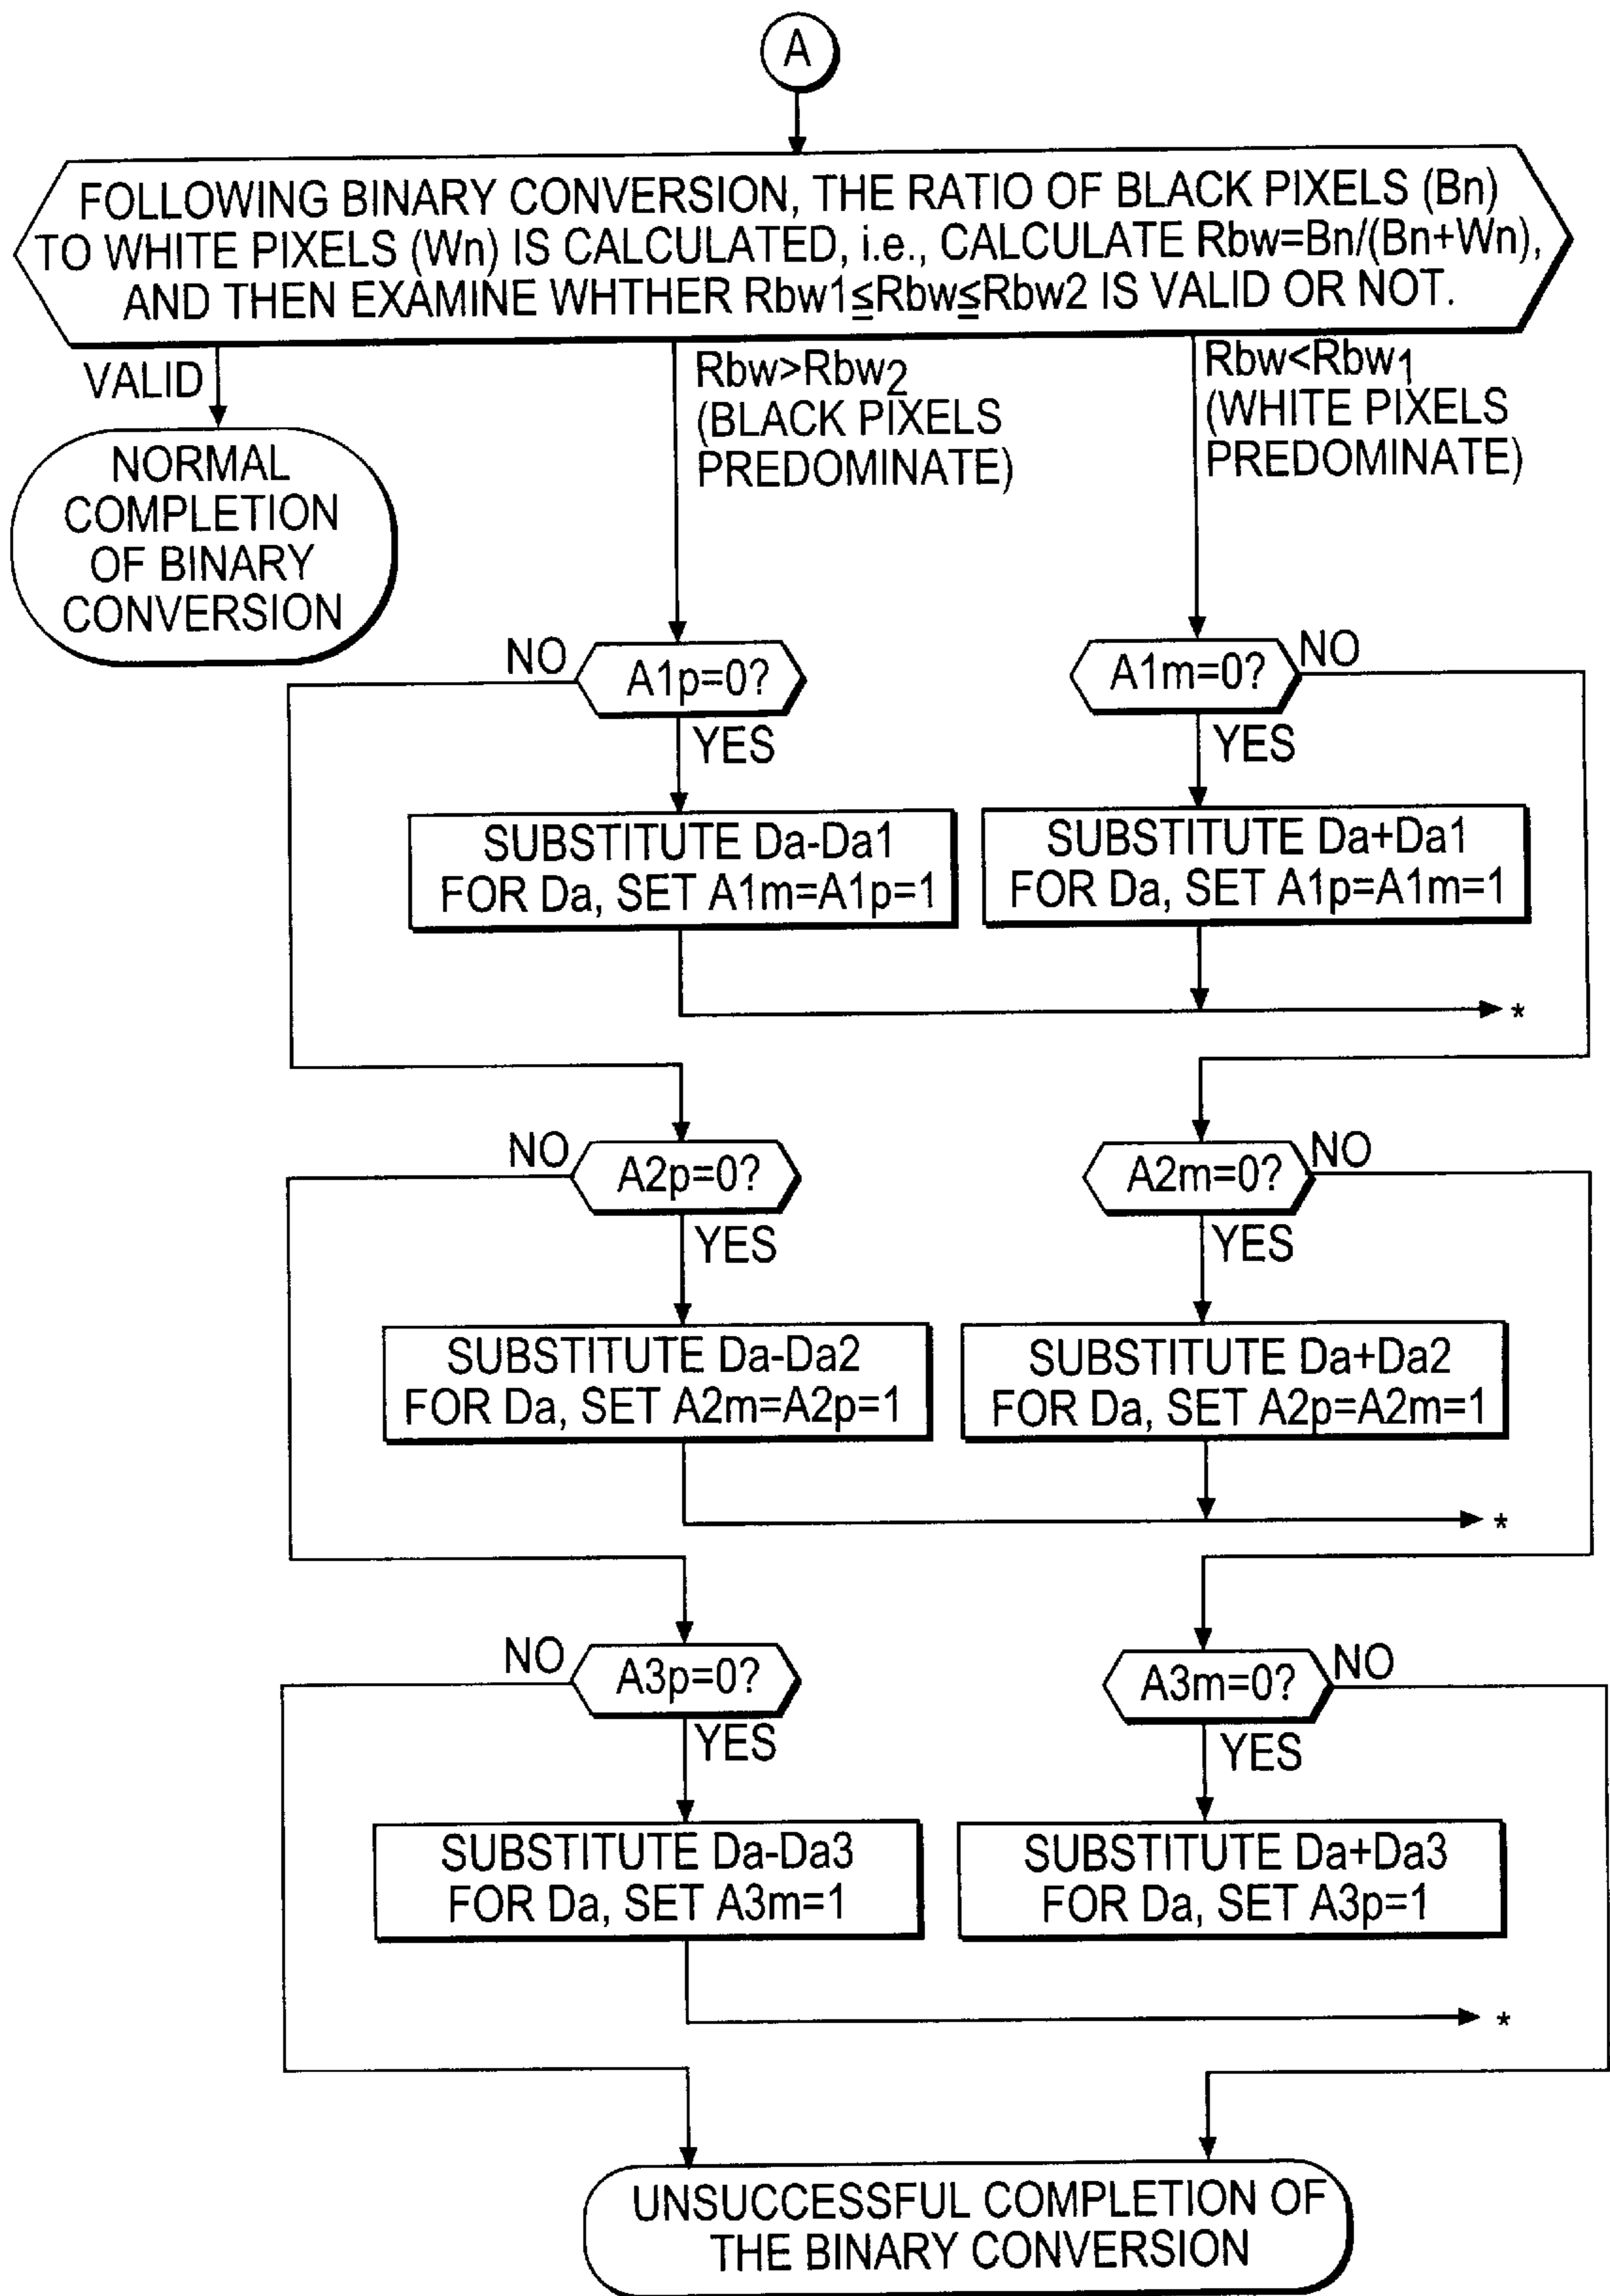 A
FOLLOWING BINARY CONVERSION, THE RATIO OF BLACK PIXELS (Bn)
TO WHITE PIXELS (Wn) IS CALCULATED, i.e., CALCULATE Rbw=Bn/(Bn+Wn),
AND THEN EXAMINE WHTHER Rbw1≦Rbw≦Rbw2 IS VALID OR NOT.
VALID
Rbw>Rbw2
(BLACK PIXELS
PREDOMINATE)
Rbw<Rbw1
(WHITE PIXELS
PREDOMINATE)
NORMAL
COMPLETION
OF BINARY
CONVERSION
NO
A1p=0?
YES
A1m=0?
NO
YES
SUBSTITUTE Da-Da1
FOR Da, SET A1m=A1p=1
SUBSTITUTE Da+Da1
FOR Da, SET A1p=A1m=1
*
NO
A2p=0?
YES
A2m=0?
NO
YES
SUBSTITUTE Da-Da2
FOR Da, SET A2m=A2p=1
SUBSTITUTE Da+Da2
FOR Da, SET A2p=A2m=1
*
NO
A3p=0?
YES
A3m=0?
NO
YES
SUBSTITUTE Da-Da3
FOR Da, SET A3m=1
SUBSTITUTE Da+Da3
FOR Da, SET A3p=1
*
UNSUCCESSFUL COMPLETION OF
THE BINARY CONVERSION